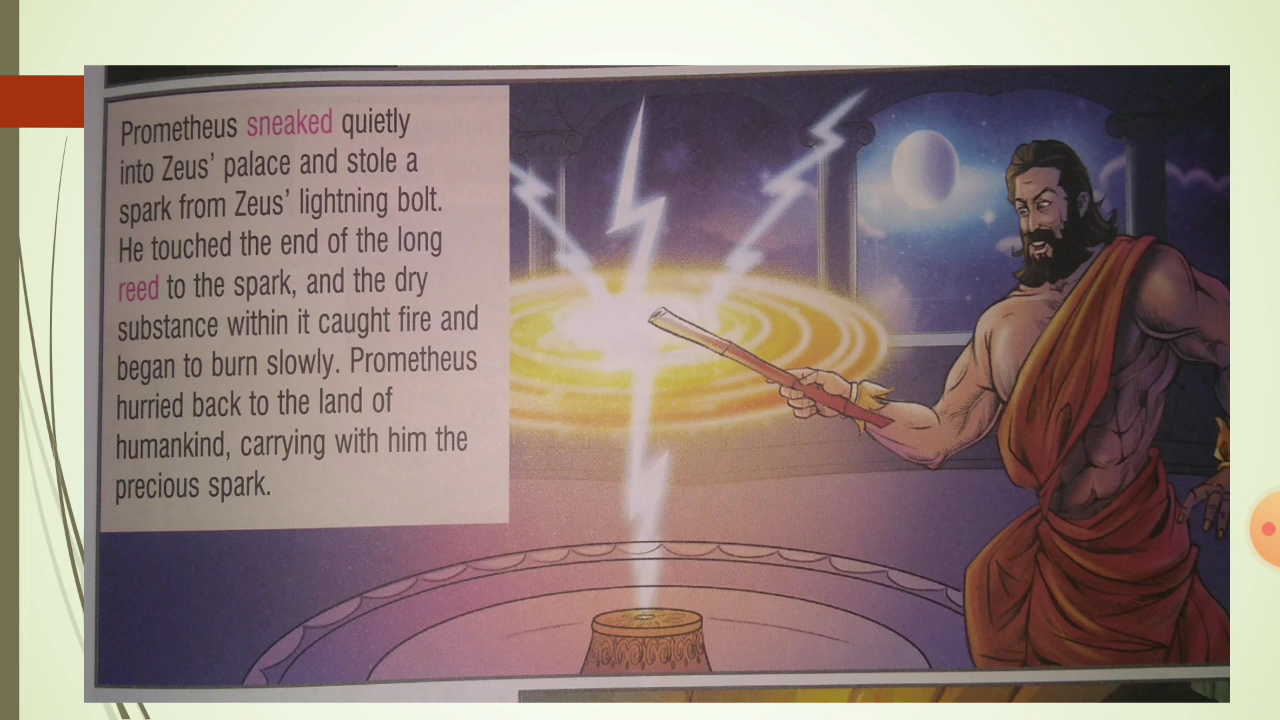 Prometheus sneaked quietly
into Zeus’ palace and stole a
spark from Zeus’ lightning bolt.
He touched the end of the long
reed to the spark, and the dry
substance within it caught fire and
began to burn slowly. Prometheus
hurried back to the land of
humankind, carrying with him the
precious spark.